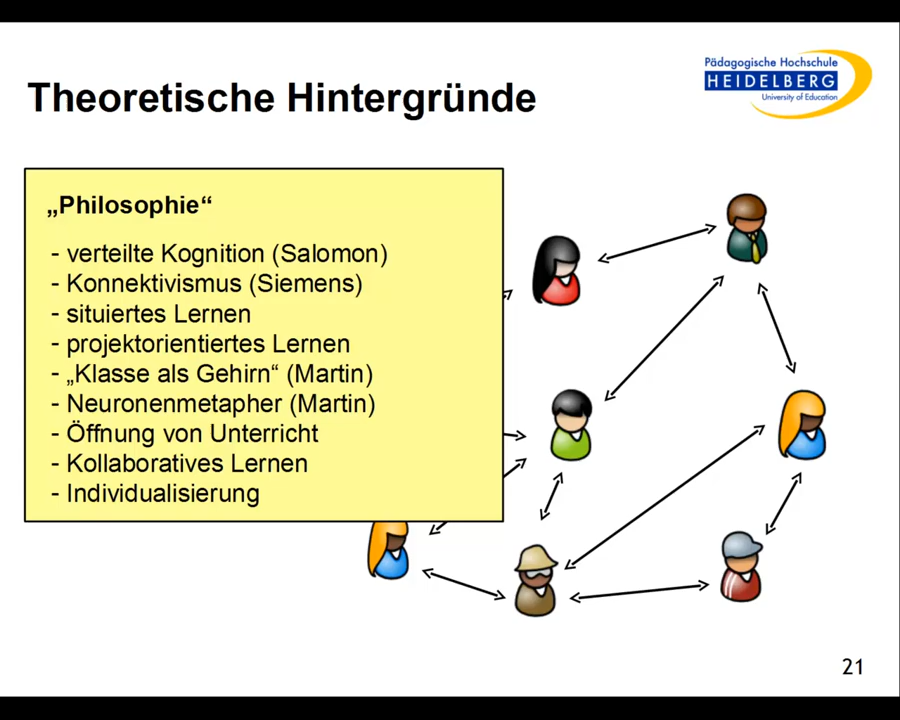 Pädagogische Hochschule
HEIDELBERG
University of Education
Theoretische Hintergründe
„Philosophie“
- verteilte Kognition (Salomon)
- Konnektivismus (Siemens)
- situiertes Lernen
- projektorientiertes Lernen
- „Klasse als Gehirn“ (Martin)
- Neuronenmetapher (Martin)
- Öffnung von Unterricht
- Kollaboratives Lernen
- Individualisierung
21